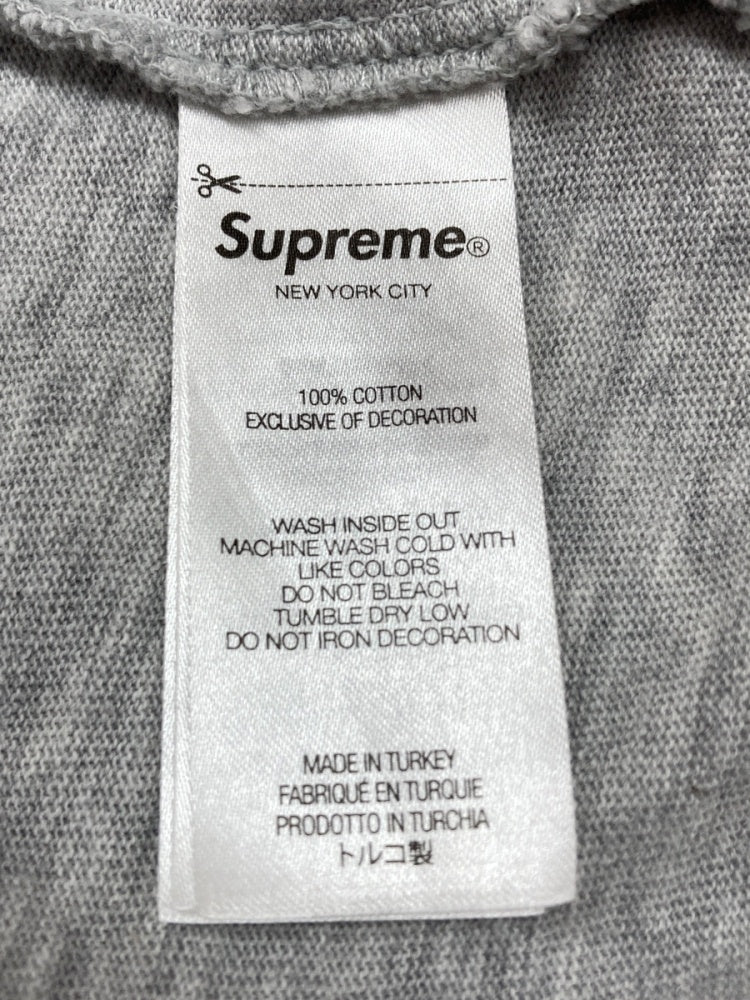 Supreme®
NEW YORK CITY
100% COTTON
EXCLUSIVE OF DECORATION
WASH INSIDE OUT
MACHINE WASH COLD WITH
LIKE COLORS
DO NOT BLEACH
TUMBLE DRY LOW
DO NOT IRON DECORATION
MADE IN TURKEY
FABRIQUÉ EN TURQUIE
PRODOTTO IN TURCHIA
トルコ製